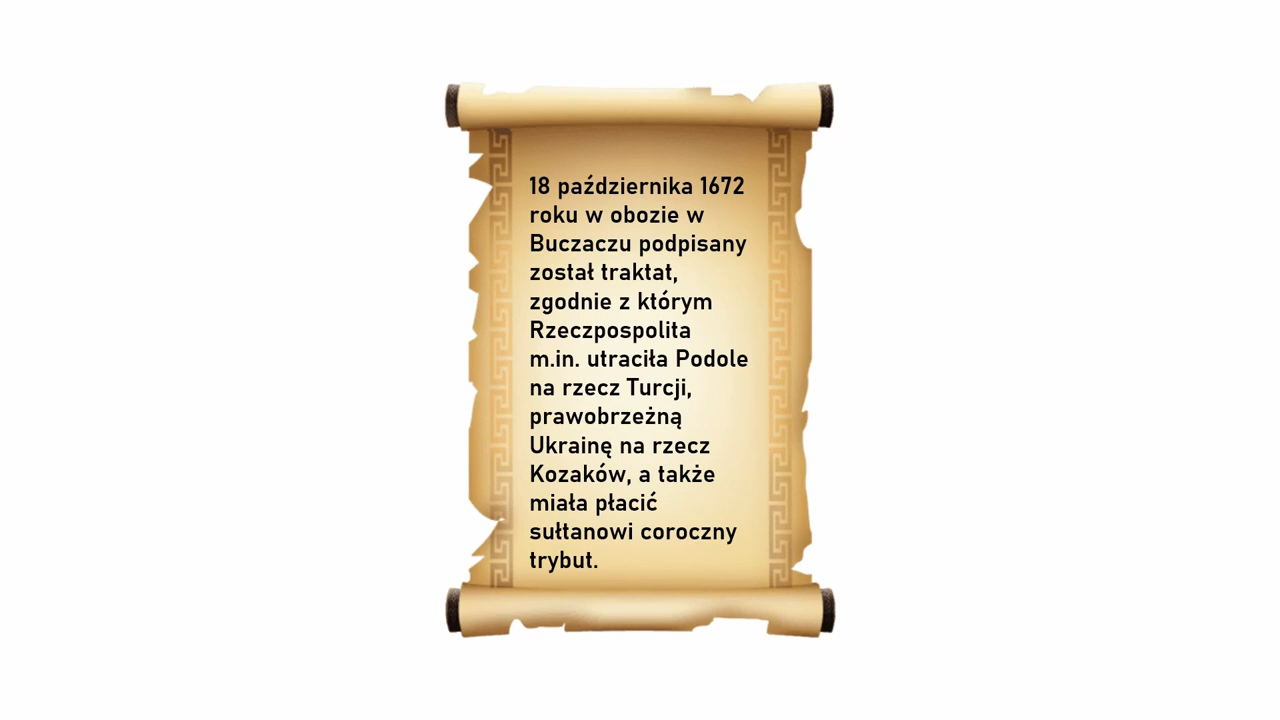 18 października 1672
roku w obozie w
Buczaczu podpisany
został traktat,
zgodnie z którym
Rzeczpospolita
m.in. utraciła Podole
na rzecz Turcji,
prawobrzeżną
Ukrainę na rzecz
Kozaków, a także
miała płacić
sułtanowi coroczny
trybut.